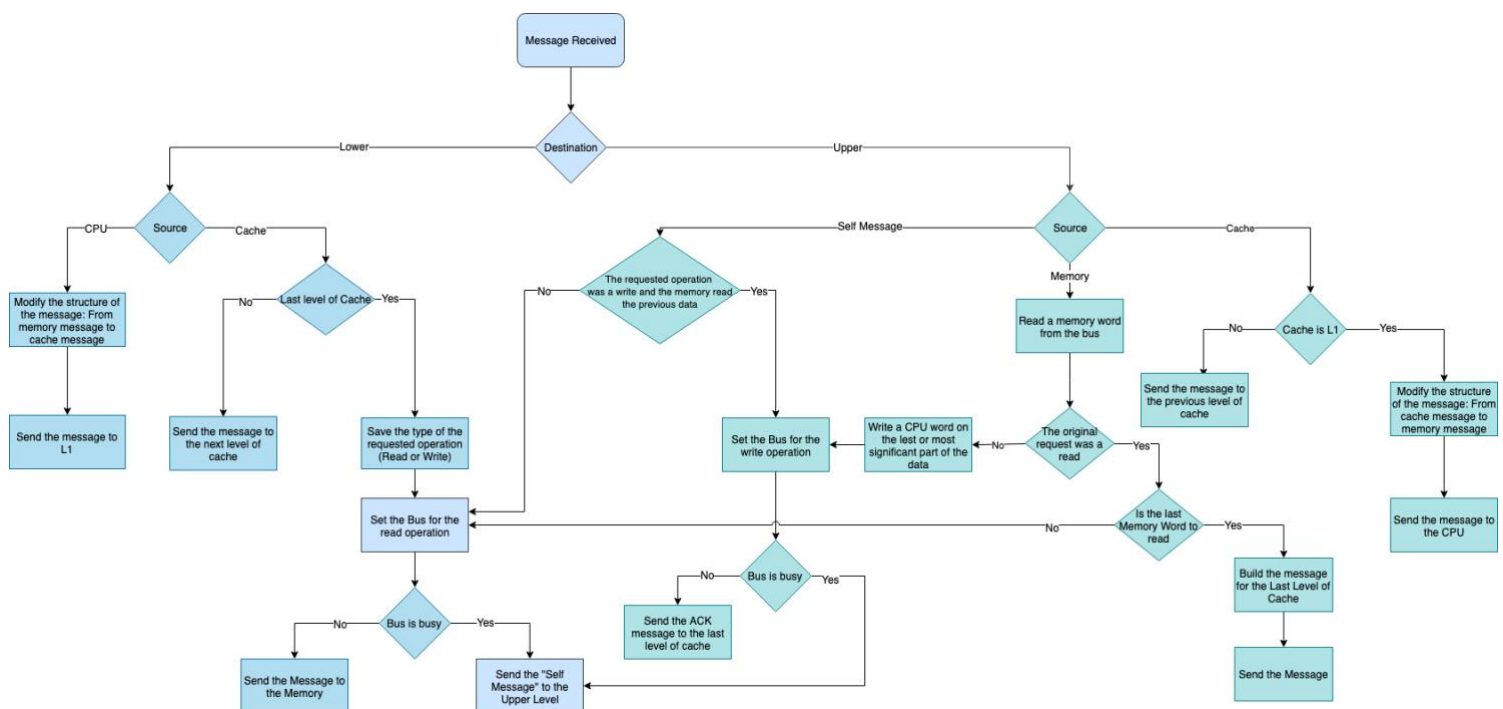 Message Received
Lower
Destination
Upper
CPU
Source
Cache
Self Message
Source
Cache
Memory
Last level of Cache
No
Yes
The requested operation
was a write and the memory read
the previous data
No
Yes
Modify the structure of
the message: From
memory message to
cache message
Read a memory word
from the bus
No
Cache is L1
Yes
Send the message to
L1
Send the message to
the next level of
cache
Save the type of the
requested operation
(Read or Write)
Set the Bus for the
write operation
Write a CPU word on
the lest or most
significant part of the
data
No
The original
request was a
read
Yes
Send the message to
the previous level of
cache
Modify the structure
of the message: From
cache message to
memory message
Set the Bus for the
read operation
No
Is the last
Memory Word to
read
Yes
Send the message to
the CPU
No
Bus is busy
Yes
No
Bus is busy
Yes
Build the message
for the Last Level of
Cache
Send the ACK
message to the last
level of cache
Send the Message to
the Memory
Send the "Self
Message" to the
Upper Level
Send the Message